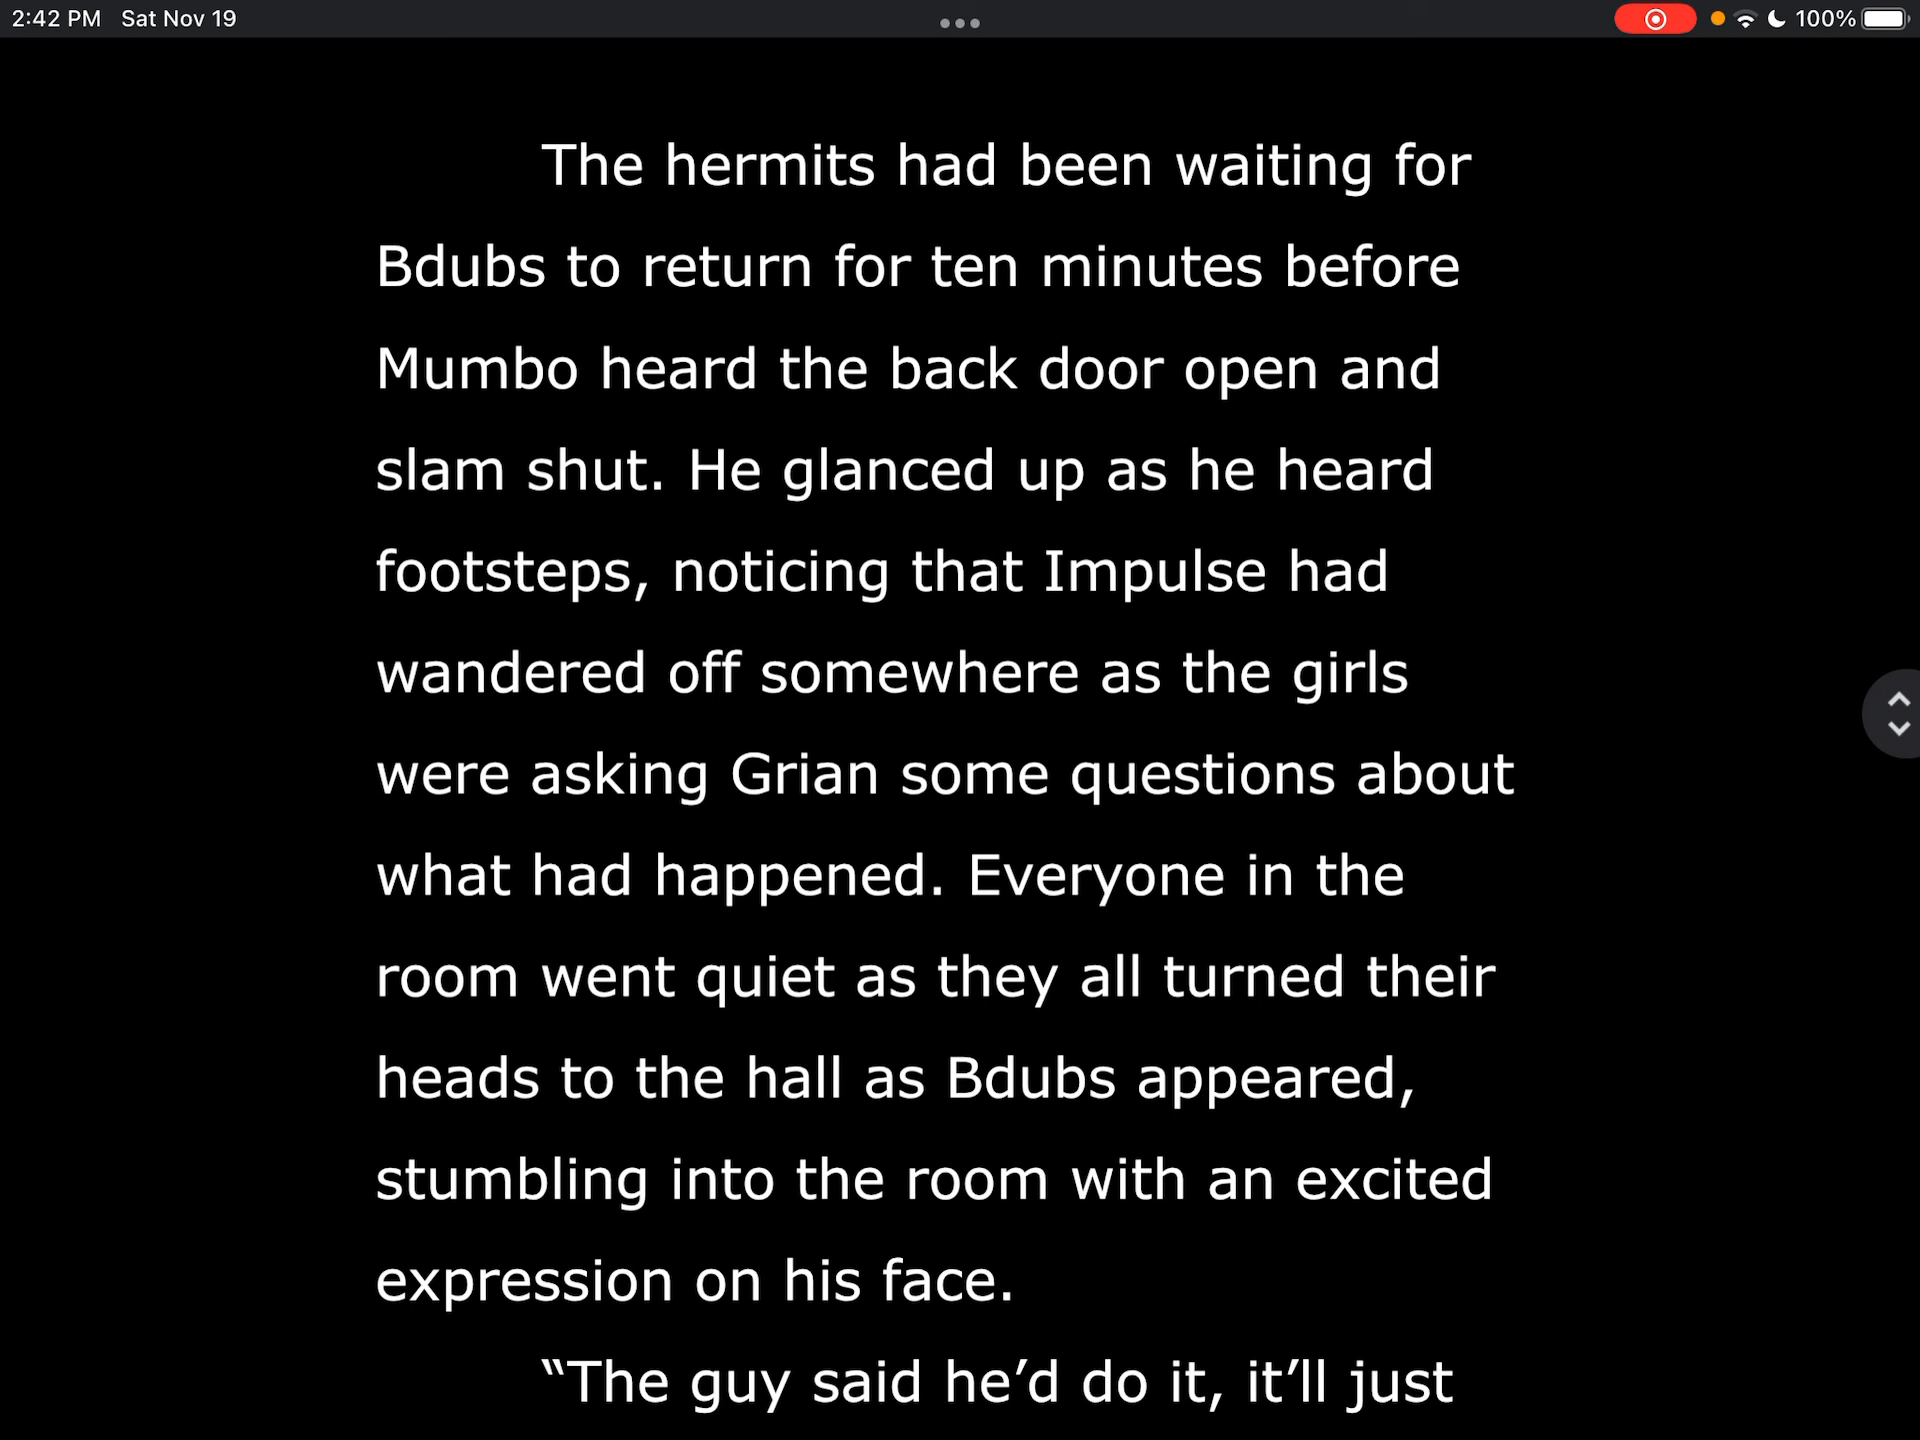 2:42 PM Sat Nov 19
100%
The hermits had been waiting for
Bdubs to return for ten minutes before
Mumbo heard the back door open and
slam shut. He glanced up as he heard
footsteps, noticing that Impulse had
wandered off somewhere as the girls
were asking Grian some questions about
what had happened. Everyone in the
room went quiet as they all turned their
heads to the hall as Bdubs appeared,
stumbling into the room with an excited
expression on his face.
“The guy said he’d do it, it’ll just